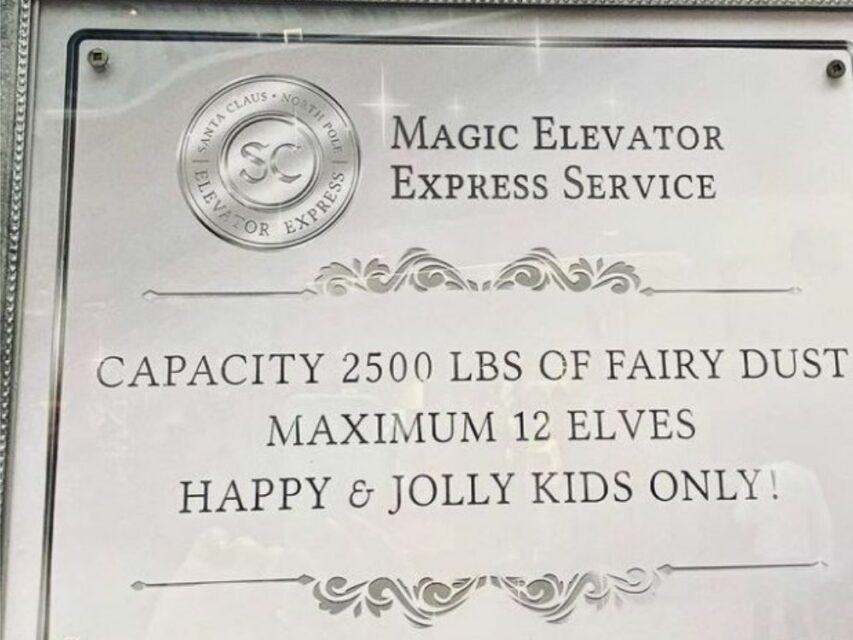 SANTA CLAUS • NORTH POLE
SC
| ELEVATOR EXPRESS |
MAGIC ELEVATOR
EXPRESS SERVICE
CAPACITY 2500 LBS OF FAIRY DUST
MAXIMUM 12 ELVES
HAPPY & JOLLY KIDS ONLY!